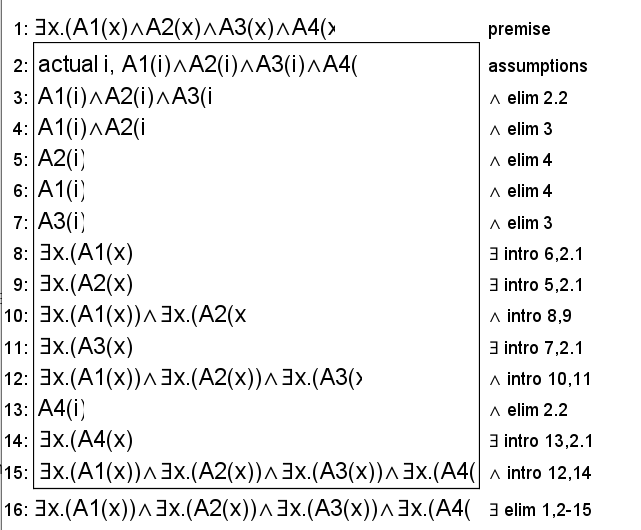 1: ∃x.(A1(x)∧A2(x)∧A3(x)∧A4(x premise
2: actual i, A1(i)∧A2(i)∧A3(i)∧A4( assumptions
3: A1(i)∧A2(i)∧A3(i ∧ elim 2.2
4: A1(i)∧A2(i ∧ elim 3
5: A2(i) ∧ elim 4
6: A1(i) ∧ elim 4
7: A3(i) ∧ elim 3
8: ∃x.(A1(x) ∃ intro 6,2.1
9: ∃x.(A2(x) ∃ intro 5,2.1
10: ∃x.(A1(x))∧∃x.(A2(x ∧ intro 8,9
11: ∃x.(A3(x) ∃ intro 7,2.1
12: ∃x.(A1(x))∧∃x.(A2(x))∧∃x.(A3(x ∧ intro 10,11
13: A4(i) ∧ elim 2.2
14: ∃x.(A4(x) ∃ intro 13,2.1
15: ∃x.(A1(x))∧∃x.(A2(x))∧∃x.(A3(x))∧∃x.(A4( ∧ intro 12,14
16: ∃x.(A1(x))∧∃x.(A2(x))∧∃x.(A3(x))∧∃x.(A4( ∃ elim 1,2-15